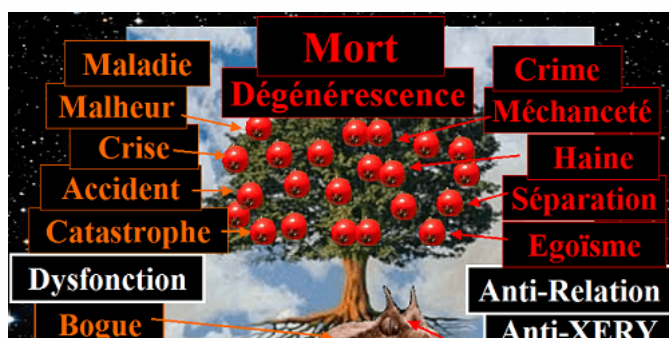 Mort
Dégénérescence
Maladie
Malheur
Crise
Accident
Catastrophe
Dysfonction
Bogue
Crime
Méchanceté
Haine
Séparation
Egoïsme
Anti-Relation
Anti-XERY